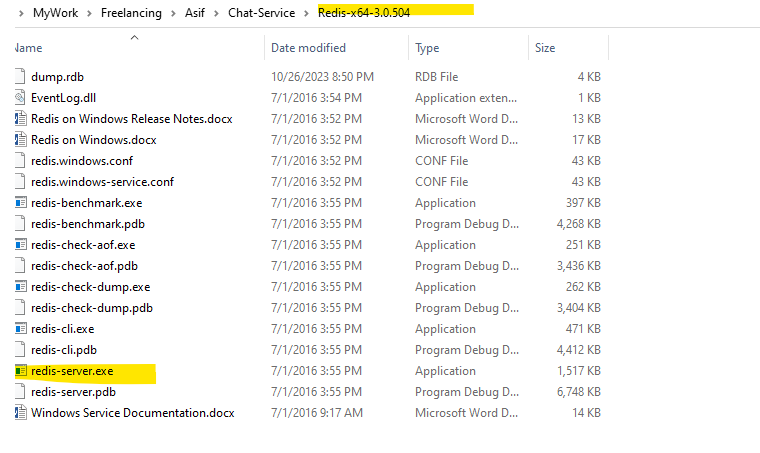 MyWork > Freelancing > Asif > Chat-Service > Redis-x64-3.0.504
Name Date modified Type Size
dump.rdb 10/26/2023 8:50 PM RDB File 4 KB
EventLog.dll 7/1/2016 3:54 PM Application exten... 1 KB
Redis on Windows Release Notes.docx 7/1/2016 3:52 PM Microsoft Word D... 13 KB
Redis on Windows.docx 7/1/2016 3:52 PM Microsoft Word D... 17 KB
redis.windows.conf 7/1/2016 3:52 PM CONF File 43 KB
redis.windows-service.conf 7/1/2016 3:52 PM CONF File 43 KB
redis-benchmark.exe 7/1/2016 3:55 PM Application 397 KB
redis-benchmark.pdb 7/1/2016 3:55 PM Program Debug D... 4,268 KB
redis-check-aof.exe 7/1/2016 3:55 PM Application 251 KB
redis-check-aof.pdb 7/1/2016 3:55 PM Program Debug D... 3,436 KB
redis-check-dump.exe 7/1/2016 3:55 PM Application 262 KB
redis-check-dump.pdb 7/1/2016 3:55 PM Program Debug D... 3,404 KB
redis-cli.exe 7/1/2016 3:55 PM Application 471 KB
redis-cli.pdb 7/1/2016 3:55 PM Program Debug D... 4,412 KB
redis-server.exe 7/1/2016 3:55 PM Application 1,517 KB
redis-server.pdb 7/1/2016 3:55 PM Program Debug D... 6,748 KB
Windows Service Documentation.docx 7/1/2016 9:17 AM Microsoft Word D... 14 KB